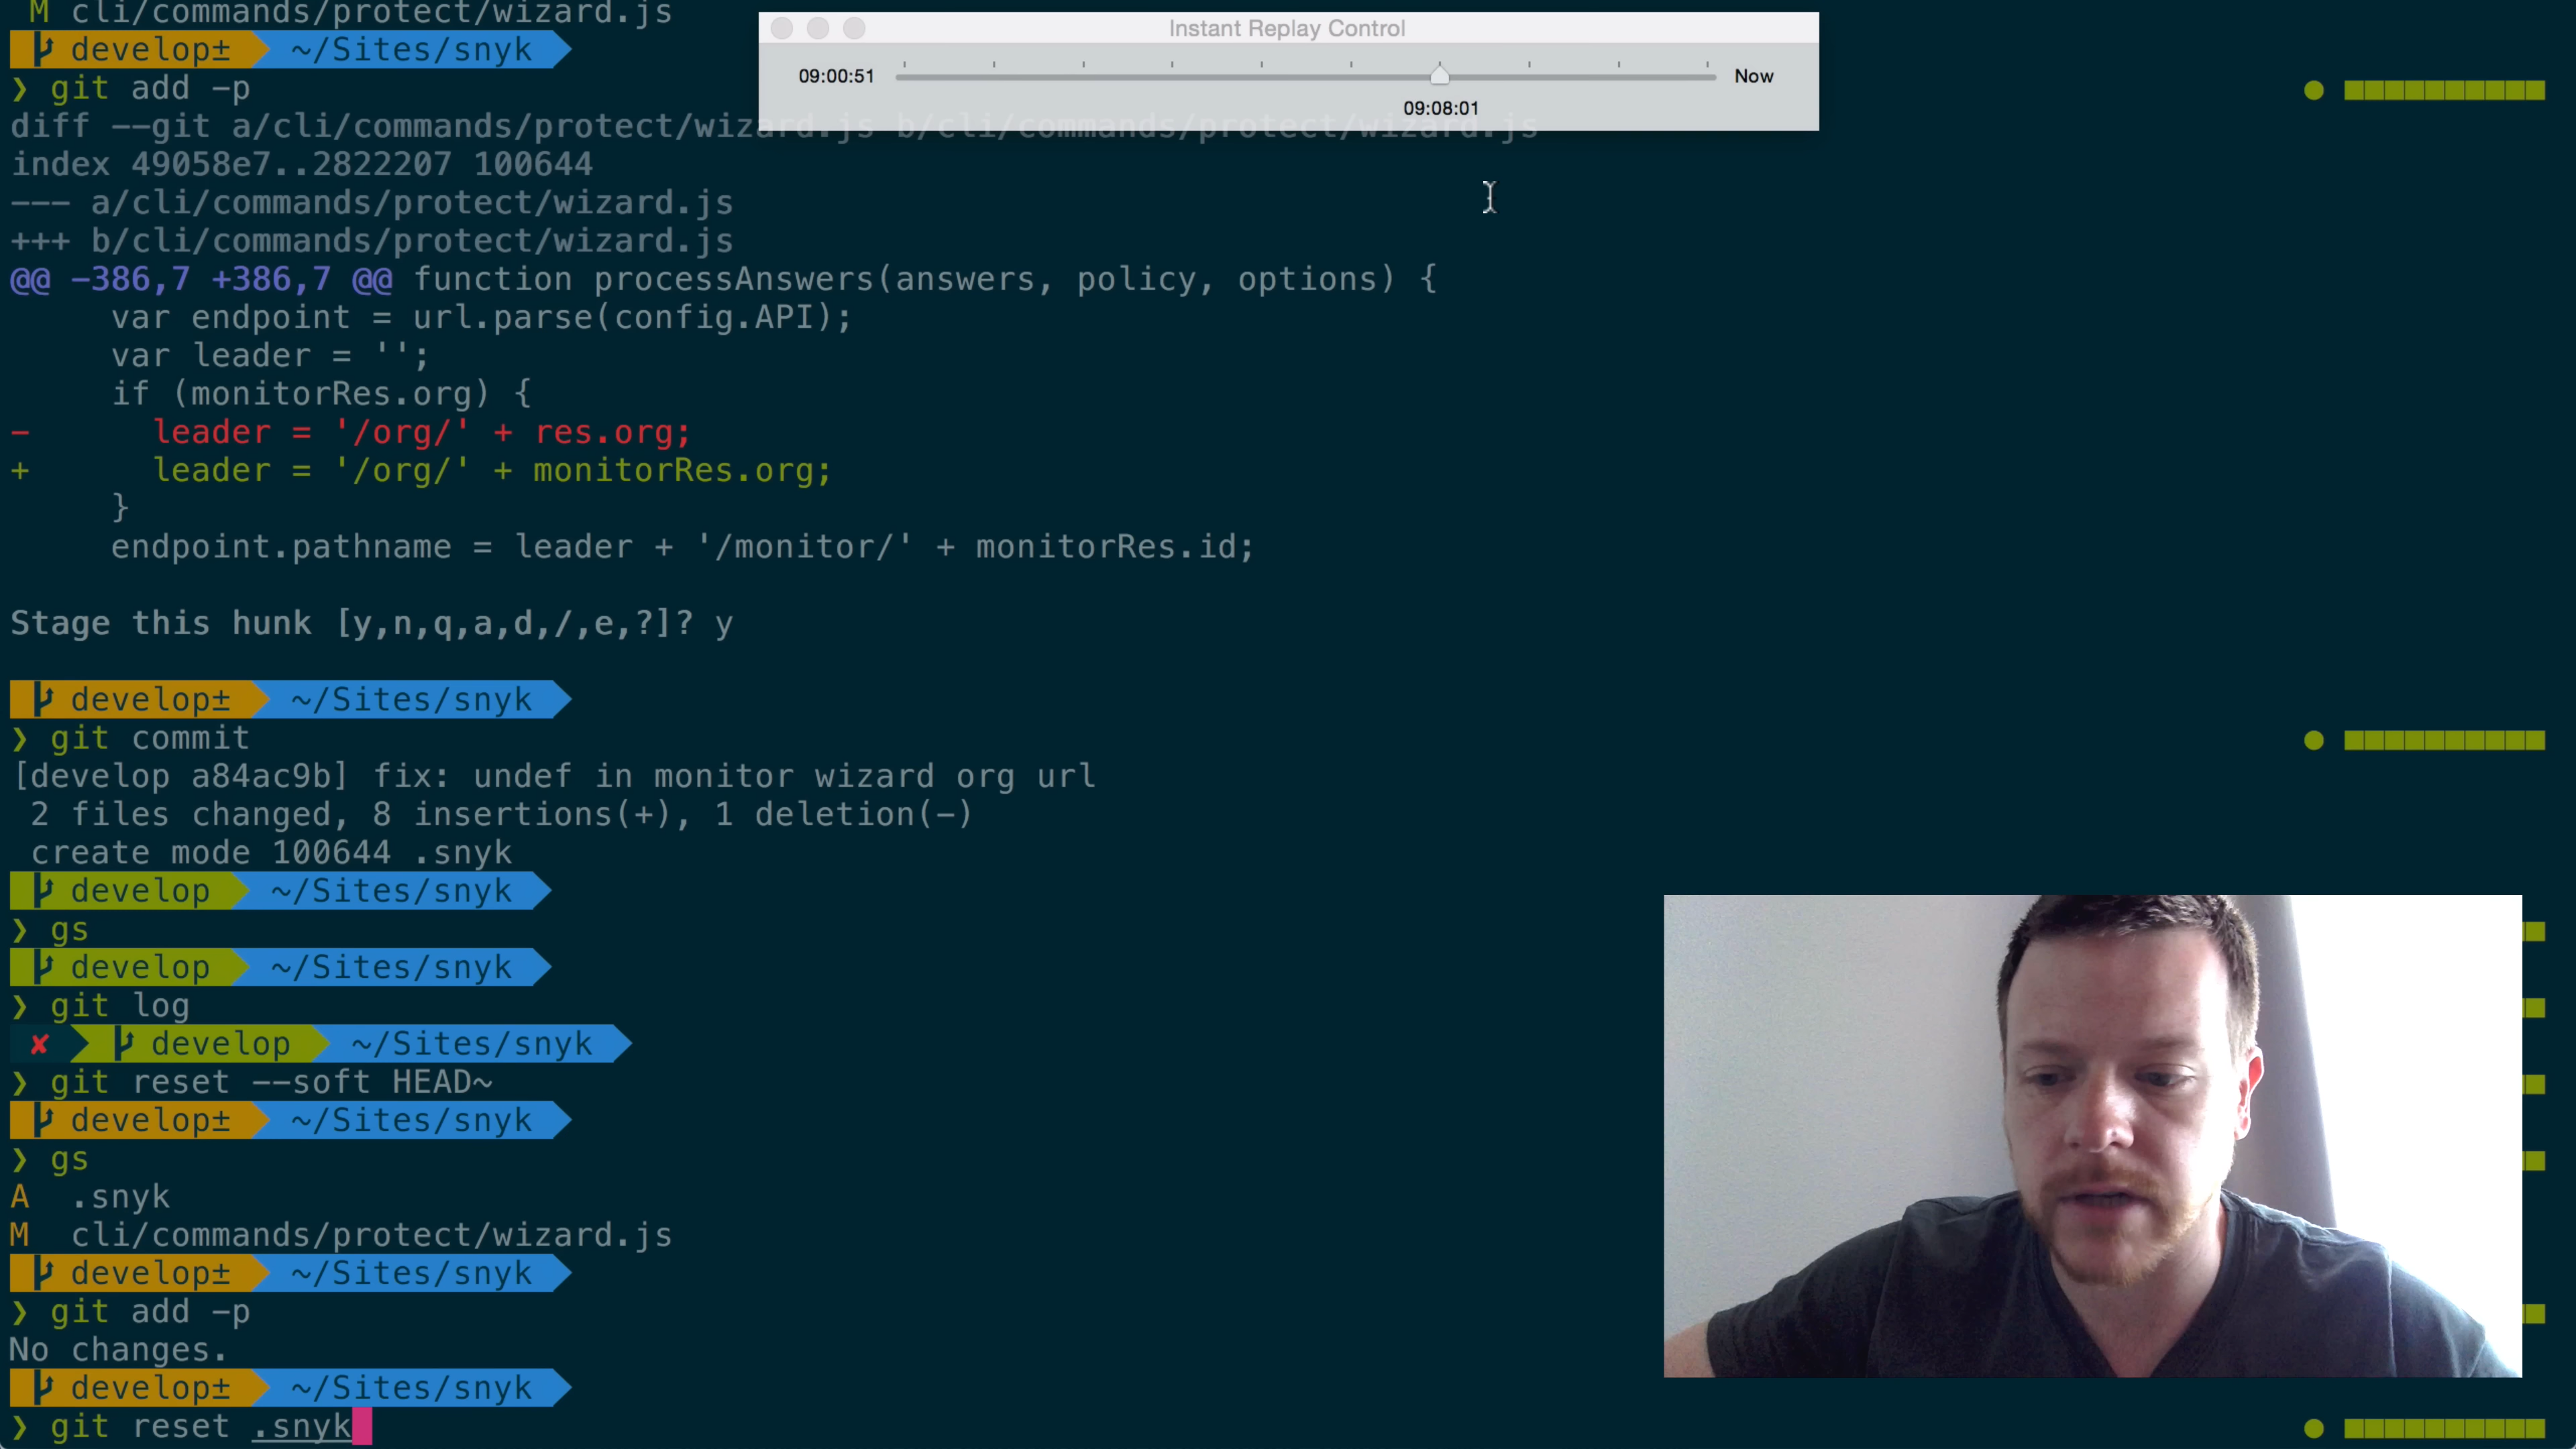 M cli/commands/protect/wizard.js
develop± ~/Sites/snyk
❯ git add -p
diff --git a/cli/commands/protect/wizard.js b/cli/commands/protect/wizard.js
index 49058e7..2822207 100644
--- a/cli/commands/protect/wizard.js
+++ b/cli/commands/protect/wizard.js
@@ -386,7 +386,7 @@ function processAnswers(answers, policy, options) {
var endpoint = url.parse(config.API);
var leader = '';
if (monitorRes.org) {
- leader = '/org/' + res.org;
+ leader = '/org/' + monitorRes.org;
}
endpoint.pathname = leader + '/monitor/' + monitorRes.id;
Stage this hunk [y,n,q,a,d,/,e,?]? y
develop± ~/Sites/snyk
❯ git commit
[develop a84ac9b] fix: undef in monitor wizard org url
2 files changed, 8 insertions(+), 1 deletion(-)
create mode 100644 .snyk
develop ~/Sites/snyk
❯ gs
develop ~/Sites/snyk
❯ git log
✘ develop ~/Sites/snyk
❯ git reset --soft HEAD~
develop± ~/Sites/snyk
❯ gs
A .snyk
M cli/commands/protect/wizard.js
develop± ~/Sites/snyk
❯ git add -p
No changes.
develop± ~/Sites/snyk
❯ git reset .snyk
Instant Replay Control
09:00:51 Now
09:08:01